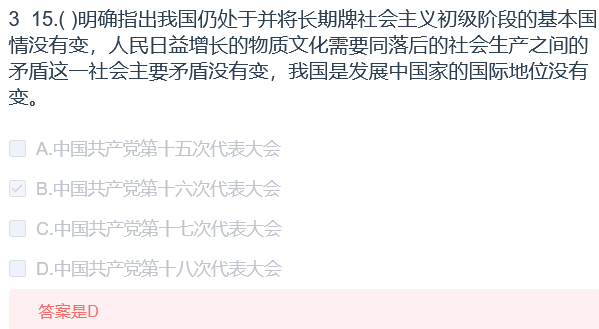 3 15.( )明确指出我国仍处于并将长期牌社会主义初级阶段的基本国
情没有变，人民日益增长的物质文化需要同落后的社会生产之间的
矛盾这一社会主要矛盾没有变，我国是发展中国家的国际地位没有
变。
A.中国共产党第十五次代表大会
B.中国共产党第十六次代表大会
C.中国共产党第十七次代表大会
D.中国共产党第十八次代表大会
答案是D